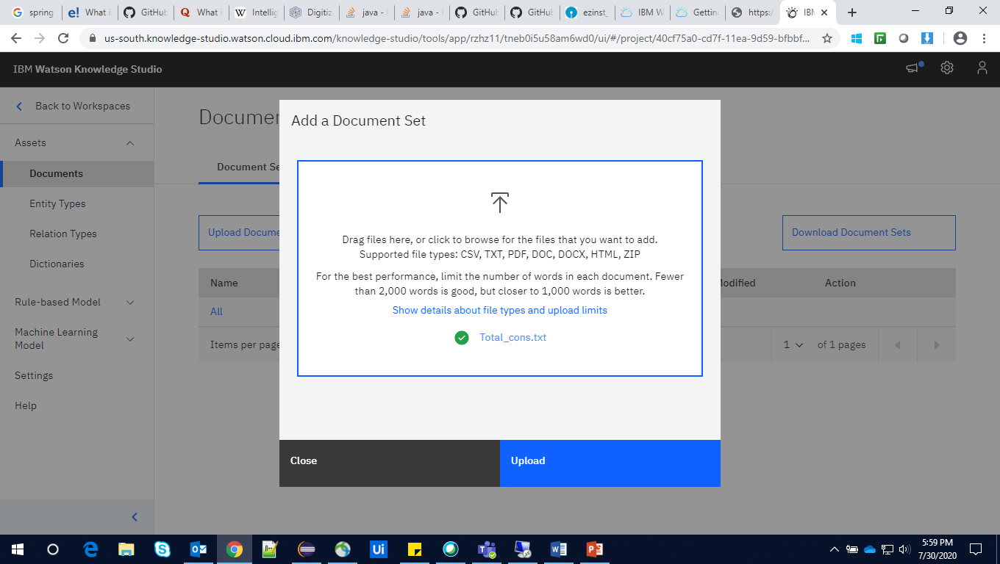 spring
What i
GitHub
What i
Intellig
Digitiz
java -
java -
GitHub
GitHub
ezinst_
IBM W
Gettin
https:/
IBM
us-south.knowledge-studio.watson.cloud.ibm.com/knowledge-studio/tools/app/rzhz11/tneb0i5u58am6wd0/ui/#/project/40cf75a0-cd7f-11ea-9d59-bfbbf...
IBM Watson Knowledge Studio
Back to Workspaces
Assets
Documents
Entity Types
Relation Types
Dictionaries
Rule-based Model
Machine Learning
Model
Settings
Help
Documen
Document Se
Upload Docume
Download Document Sets
Name
Modified
Action
All
Items per page
1
of 1 pages
Add a Document Set
Drag files here, or click to browse for the files that you want to add.
Supported file types: CSV, TXT, PDF, DOC, DOCX, HTML, ZIP
For the best performance, limit the number of words in each document. Fewer
than 2,000 words is good, but closer to 1,000 words is better.
Show details about file types and upload limits
Total_cons.txt
Close
Upload
5:59 PM
7/30/2020